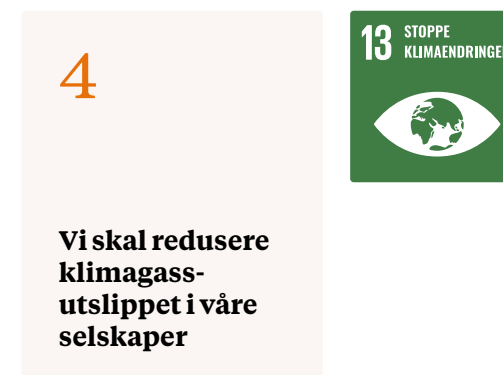 4
Vi skal redusere
klimagass-
utslippet i våre
selskaper
13 STOPPE
KLIMAENDRINGE